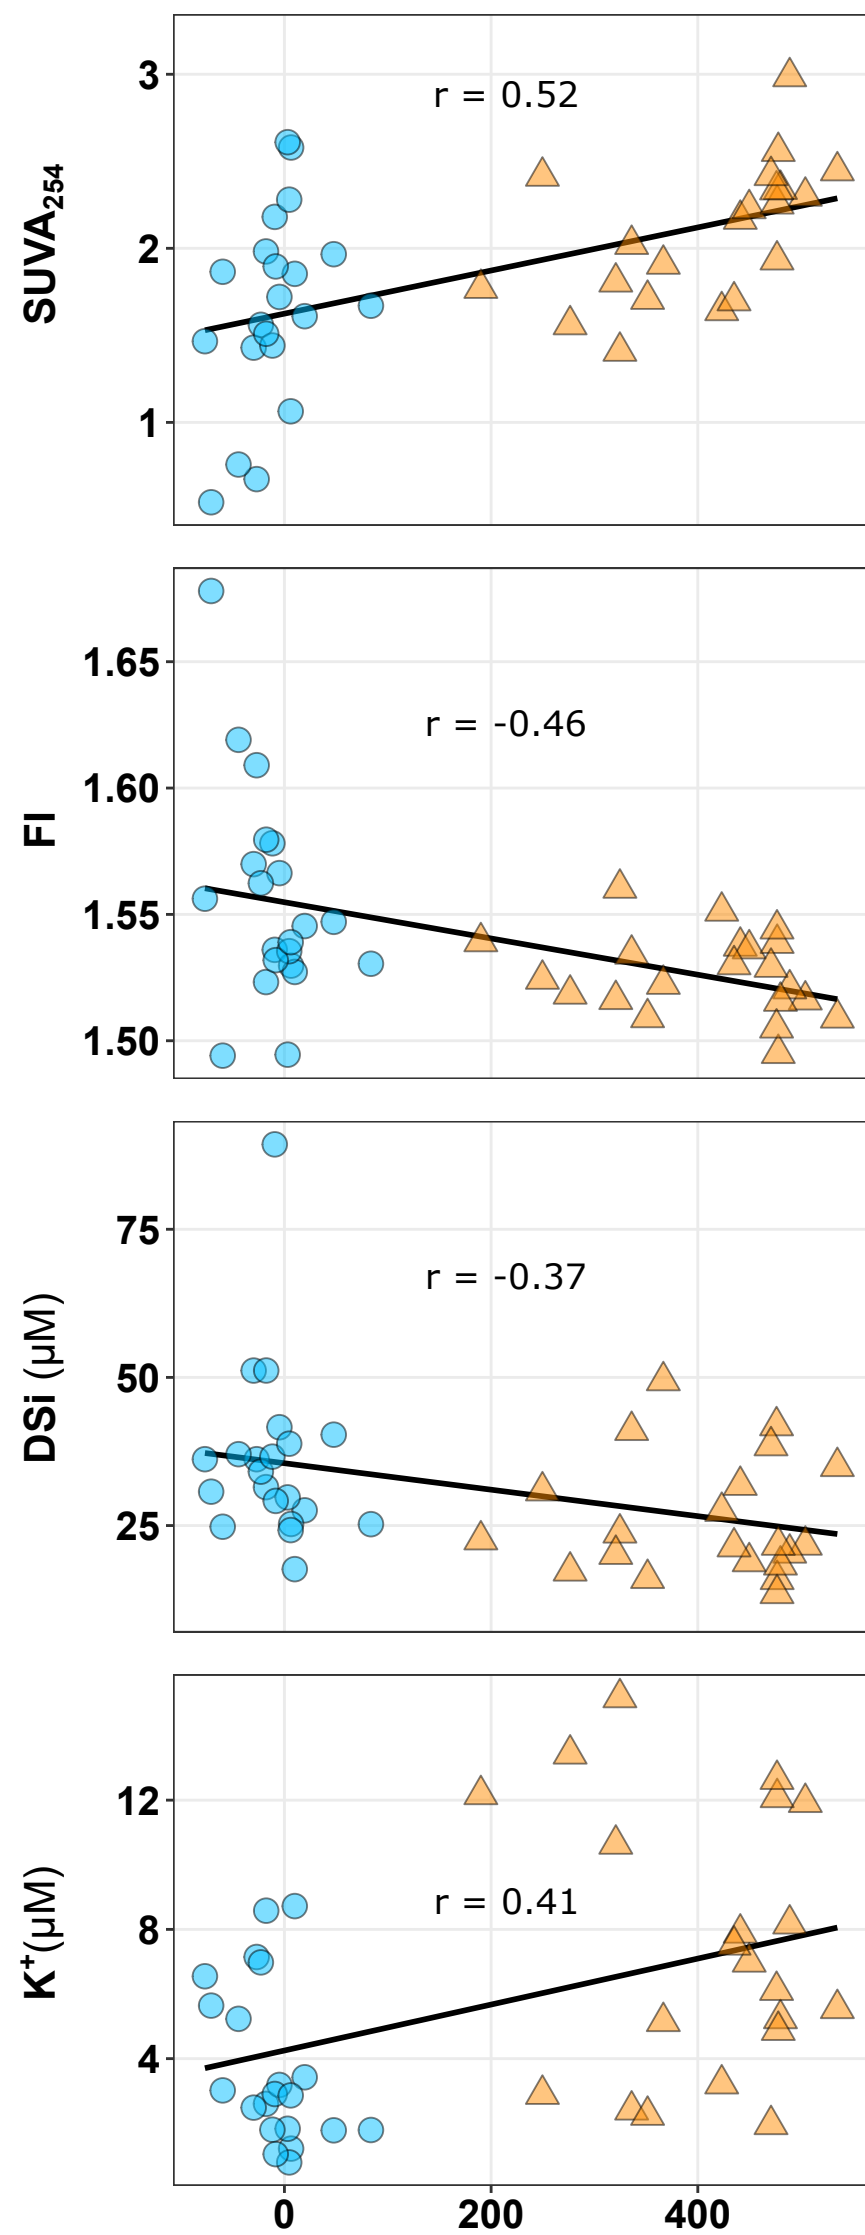 SUVA254
3
2
1
r = 0.52
FI
1.65
1.60
1.55
1.50
r = -0.46
DSi (µM)
75
50
25
r = -0.37
K+(µM)
12
8
4
r = 0.41
0 200 400